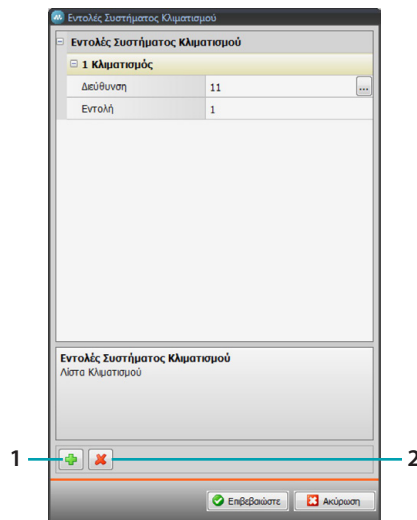 Εντολές Συστήματος Κλιματισμού
Εντολές Συστήματος Κλιματισμού
1 Κλιματισμός
Διεύθυνση 11 ...
Εντολή 1
Εντολές Συστήματος Κλιματισμού
Λίστα Κλιματισμού
1 2
Επιβεβαιώστε Ακύρωση